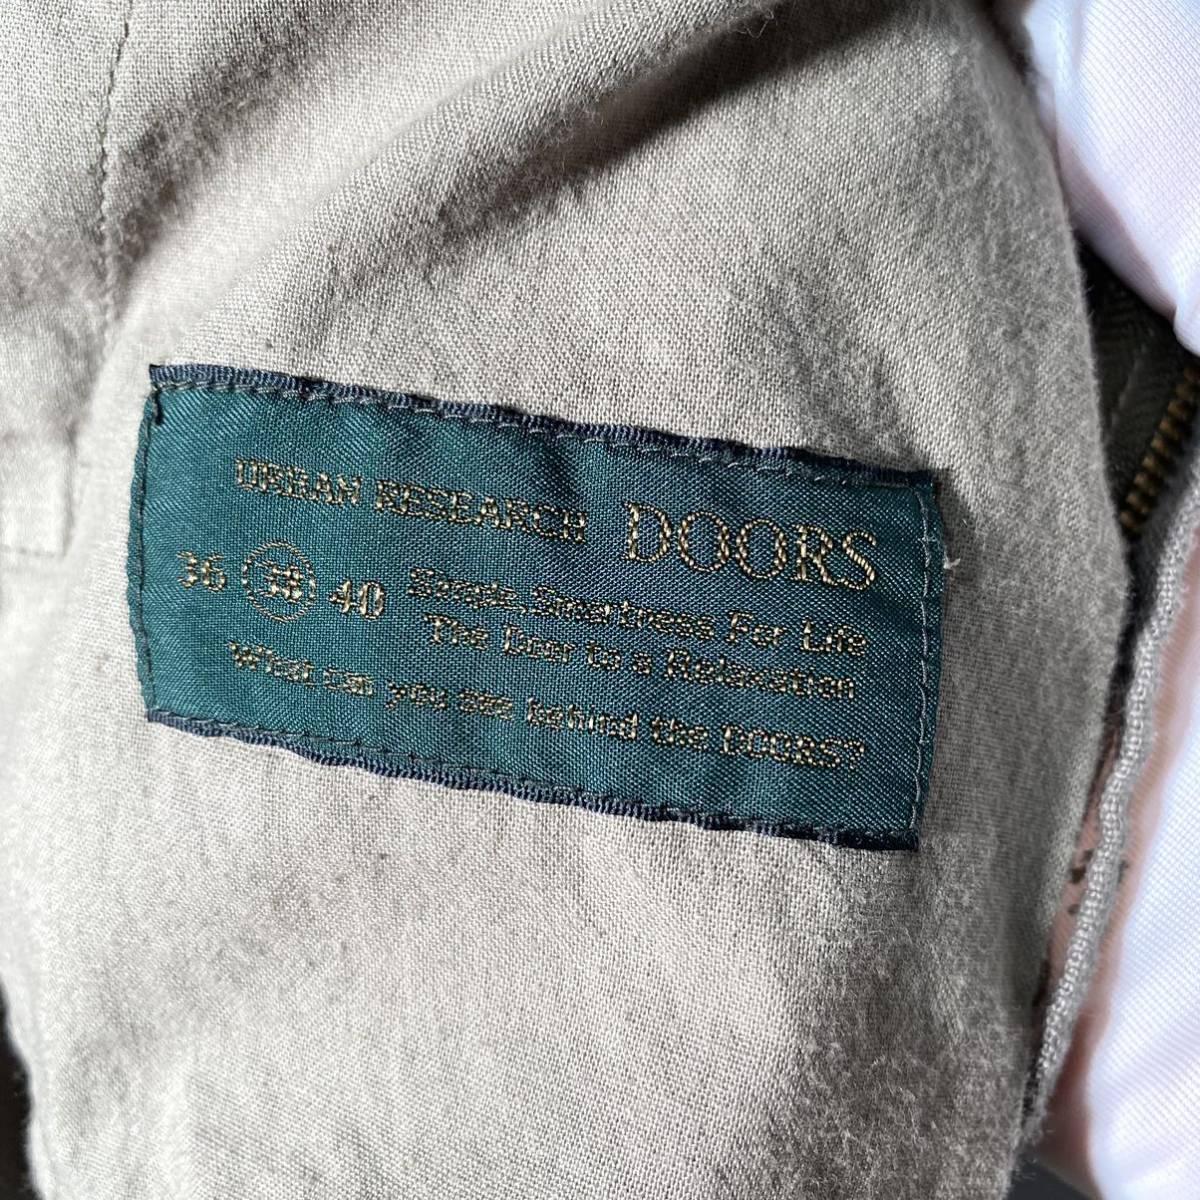 URBAN RESEARCH DOORS
36 38 40 Simple, Smartness For Life
The Door to a Relaxation
What can you see behind the DOORS?